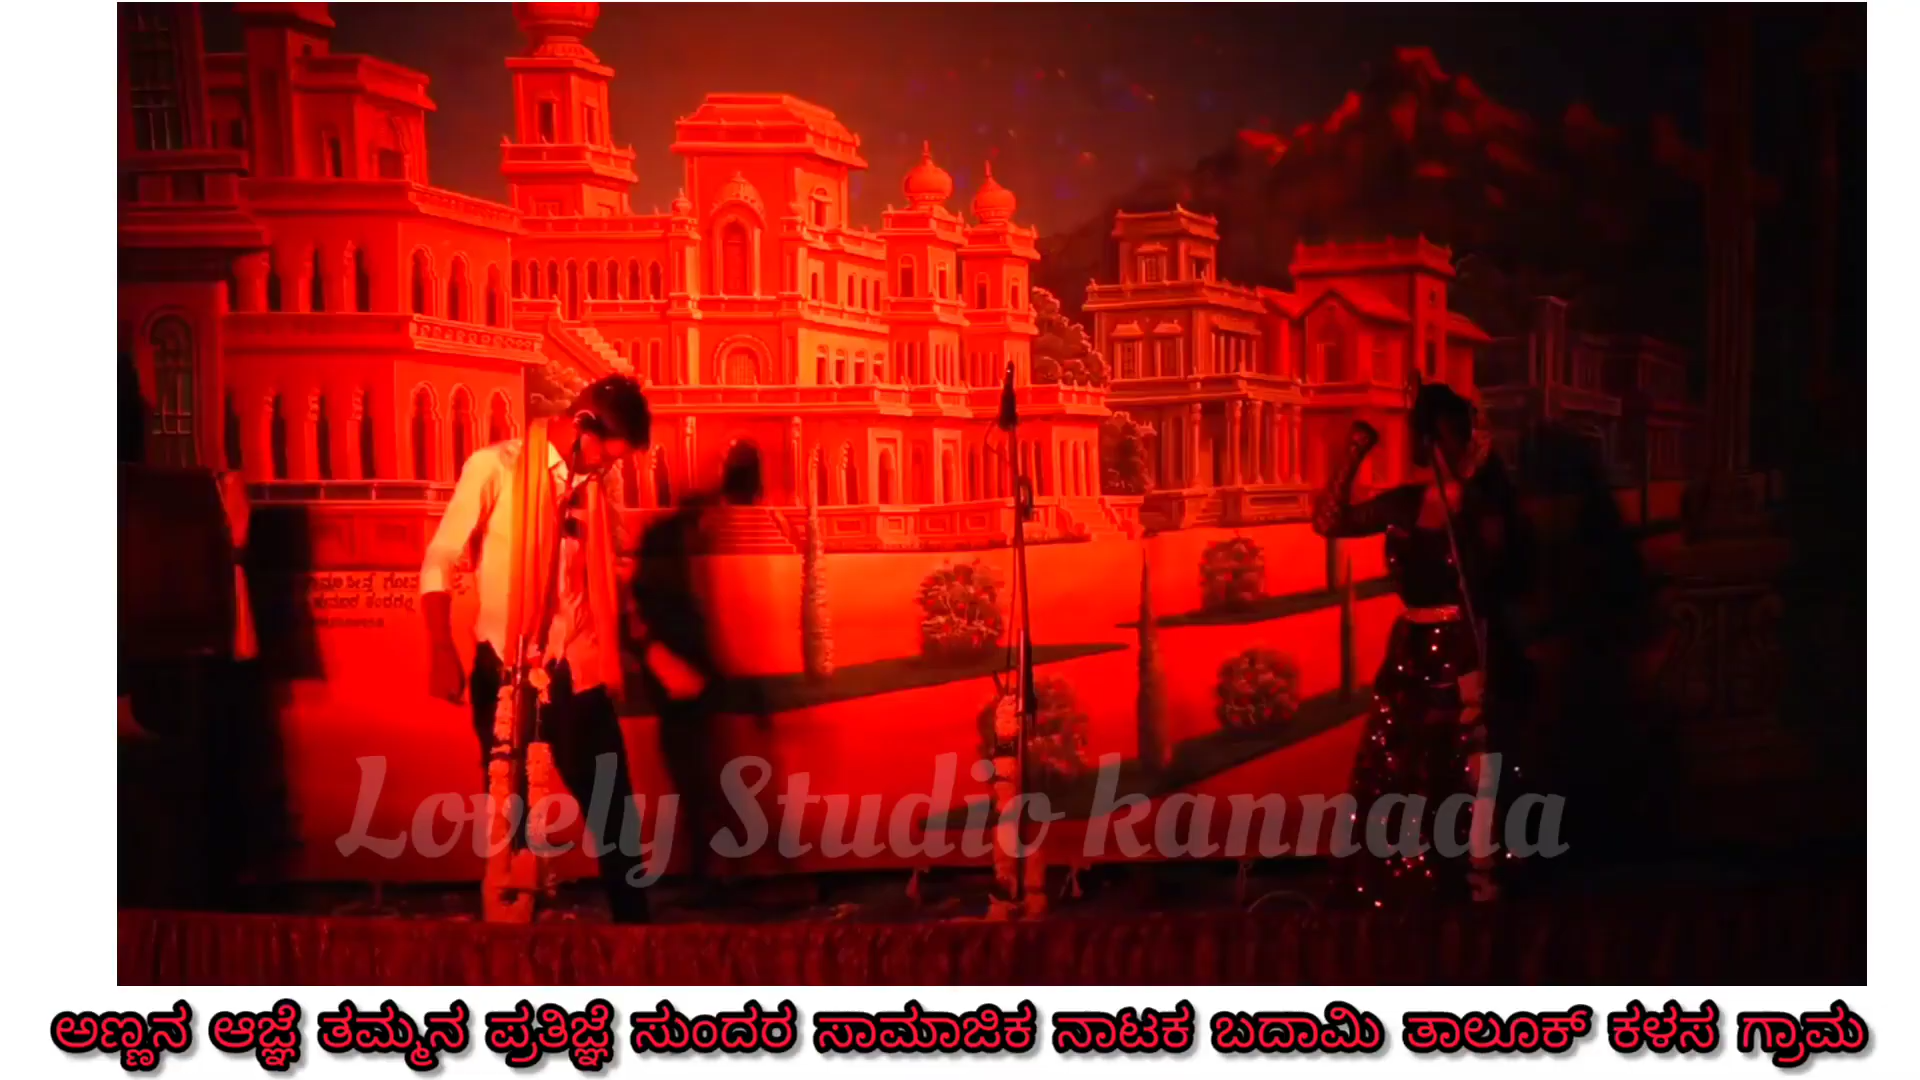 Lovely Studio kannada
ಅಣ್ಣನ ಆಜ್ಞೆ ತಮ್ಮನ ಪ್ರತಿಜ್ಞೆ ಸುಂದರ ಸಾಮಾಜಿಕ ನಾಟಕ ಬದಾಮಿ ತಾಲೂಕ್ ಕಳಸ ಗ್ರಾಮ